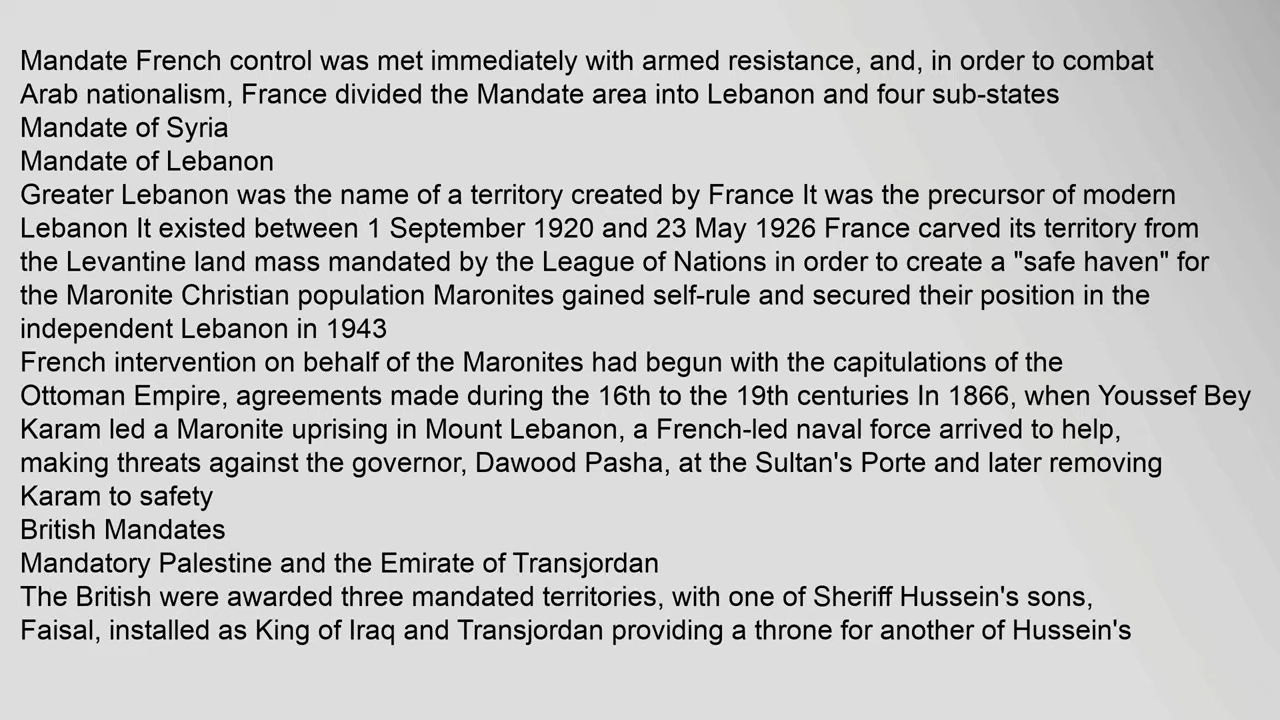 Mandate French control was met immediately with armed resistance, and, in order to combat
Arab nationalism, France divided the Mandate area into Lebanon and four sub-states
Mandate of Syria
Mandate of Lebanon
Greater Lebanon was the name of a territory created by France It was the precursor of modern
Lebanon It existed between 1 September 1920 and 23 May 1926 France carved its territory from
the Levantine land mass mandated by the League of Nations in order to create a "safe haven" for
the Maronite Christian population Maronites gained self-rule and secured their position in the
independent Lebanon in 1943
French intervention on behalf of the Maronites had begun with the capitulations of the
Ottoman Empire, agreements made during the 16th to the 19th centuries In 1866, when Youssef Bey
Karam led a Maronite uprising in Mount Lebanon, a French-led naval force arrived to help,
making threats against the governor, Dawood Pasha, at the Sultan's Porte and later removing
Karam to safety
British Mandates
Mandatory Palestine and the Emirate of Transjordan
The British were awarded three mandated territories, with one of Sheriff Hussein's sons,
Faisal, installed as King of Iraq and Transjordan providing a throne for another of Hussein's